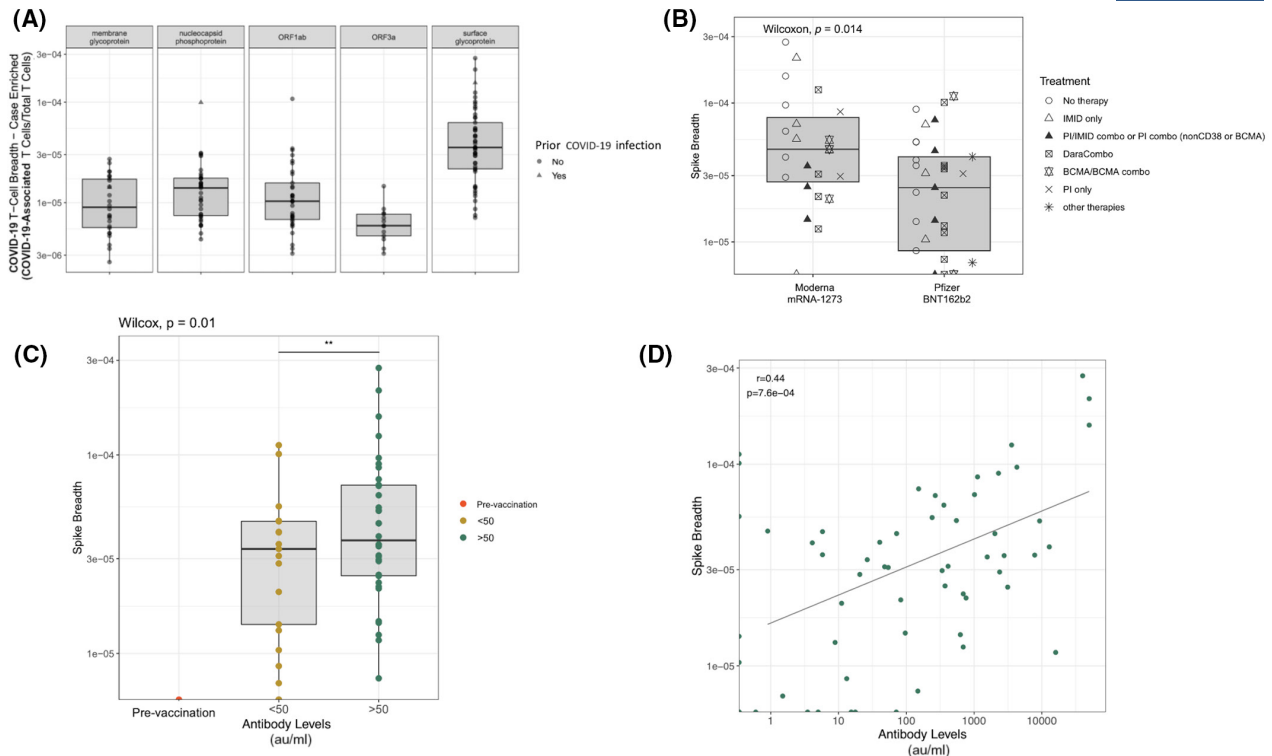 (A)
membrane
glycoprotein
nucleocapsid
phosphoprotein
ORF1ab
ORF3a
surface
glycoprotein
COVID-19 T-Cell Breadth - Case Enriched
(COVID-19-Associated T Cells/Total T Cells)
3e-04
1e-04
3e-05
1e-05
3e-06
Prior COVID-19 infection
No
Yes
(B)
Wilcoxon, p = 0.014
Spike Breadth
3e-04
1e-04
3e-05
1e-05
Moderna
mRNA-1273
Pfizer
BNT162b2
Treatment
No therapy
IMID only
PI/IMID combo or PI combo (nonCD38 or BCMA)
DaraCombo
BCMA/BCMA combo
PI only
other therapies
(C)
Wilcox, p = 0.01
**
Spike Breadth
3e-04
1e-04
3e-05
1e-05
Pre-vaccination
<50
>50
Antibody Levels
(au/ml)
Pre-vaccination
<50
>50
(D)
r=0.44
p=7.6e-04
Spike Breadth
3e-04
1e-04
3e-05
1e-05
1
10
100
1000
10000
Antibody Levels
(au/ml)